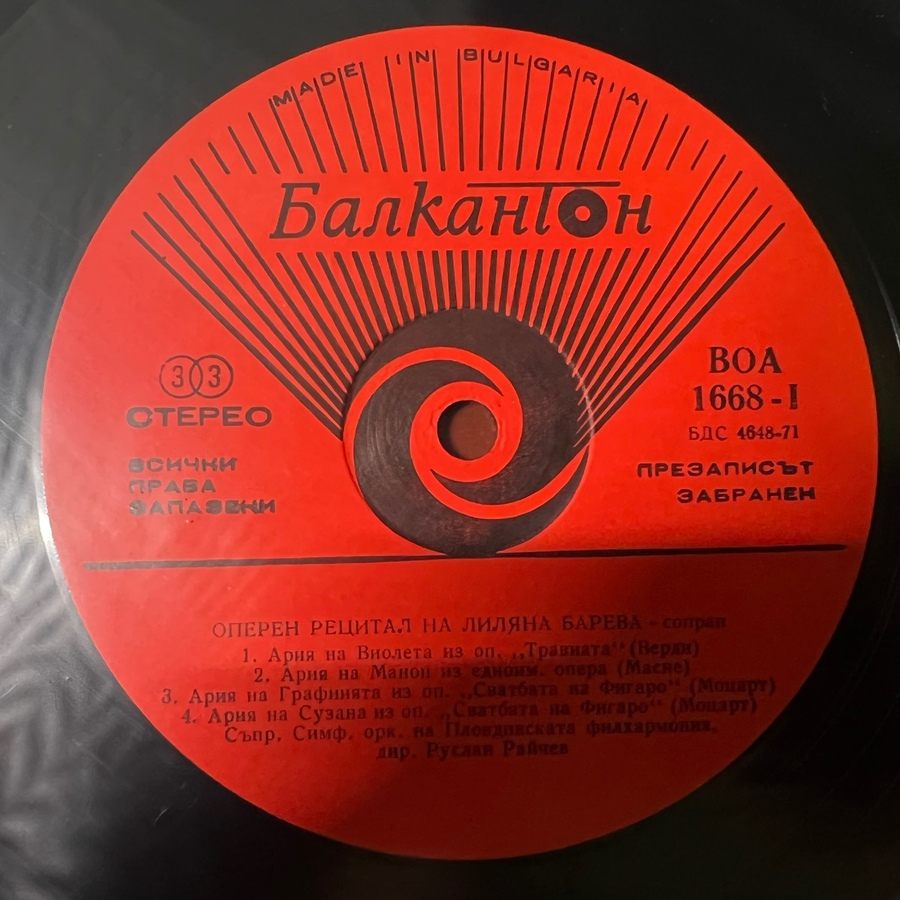 MADE IN BULGARIA
Балкантон
33
СТЕРЕО
ВСИЧКИ
ПРАВА
ЗАПАЗЕНИ
ВОА
1668-I
БДС 4648-71
ПРЕЗАПИСЪТ
ЗАБРАНЕН
ОПЕРЕН РЕЦИТАЛ НА ЛИЛЯНА БАРЕВА - сопран
1. Ария на Виолета из оп. „Травиата“ (Верди)
2. Ария на Манон из едноим. опера (Масне)
3. Ария на Графинята из оп. „Сватбата на Фигаро“ (Моцарт)
4. Ария на Сузана из оп. „Сватбата на Фигаро“ (Моцарт)
Съпр. Симф. орк. на Пловдивската филхармония,
дир. Руслан Райчев